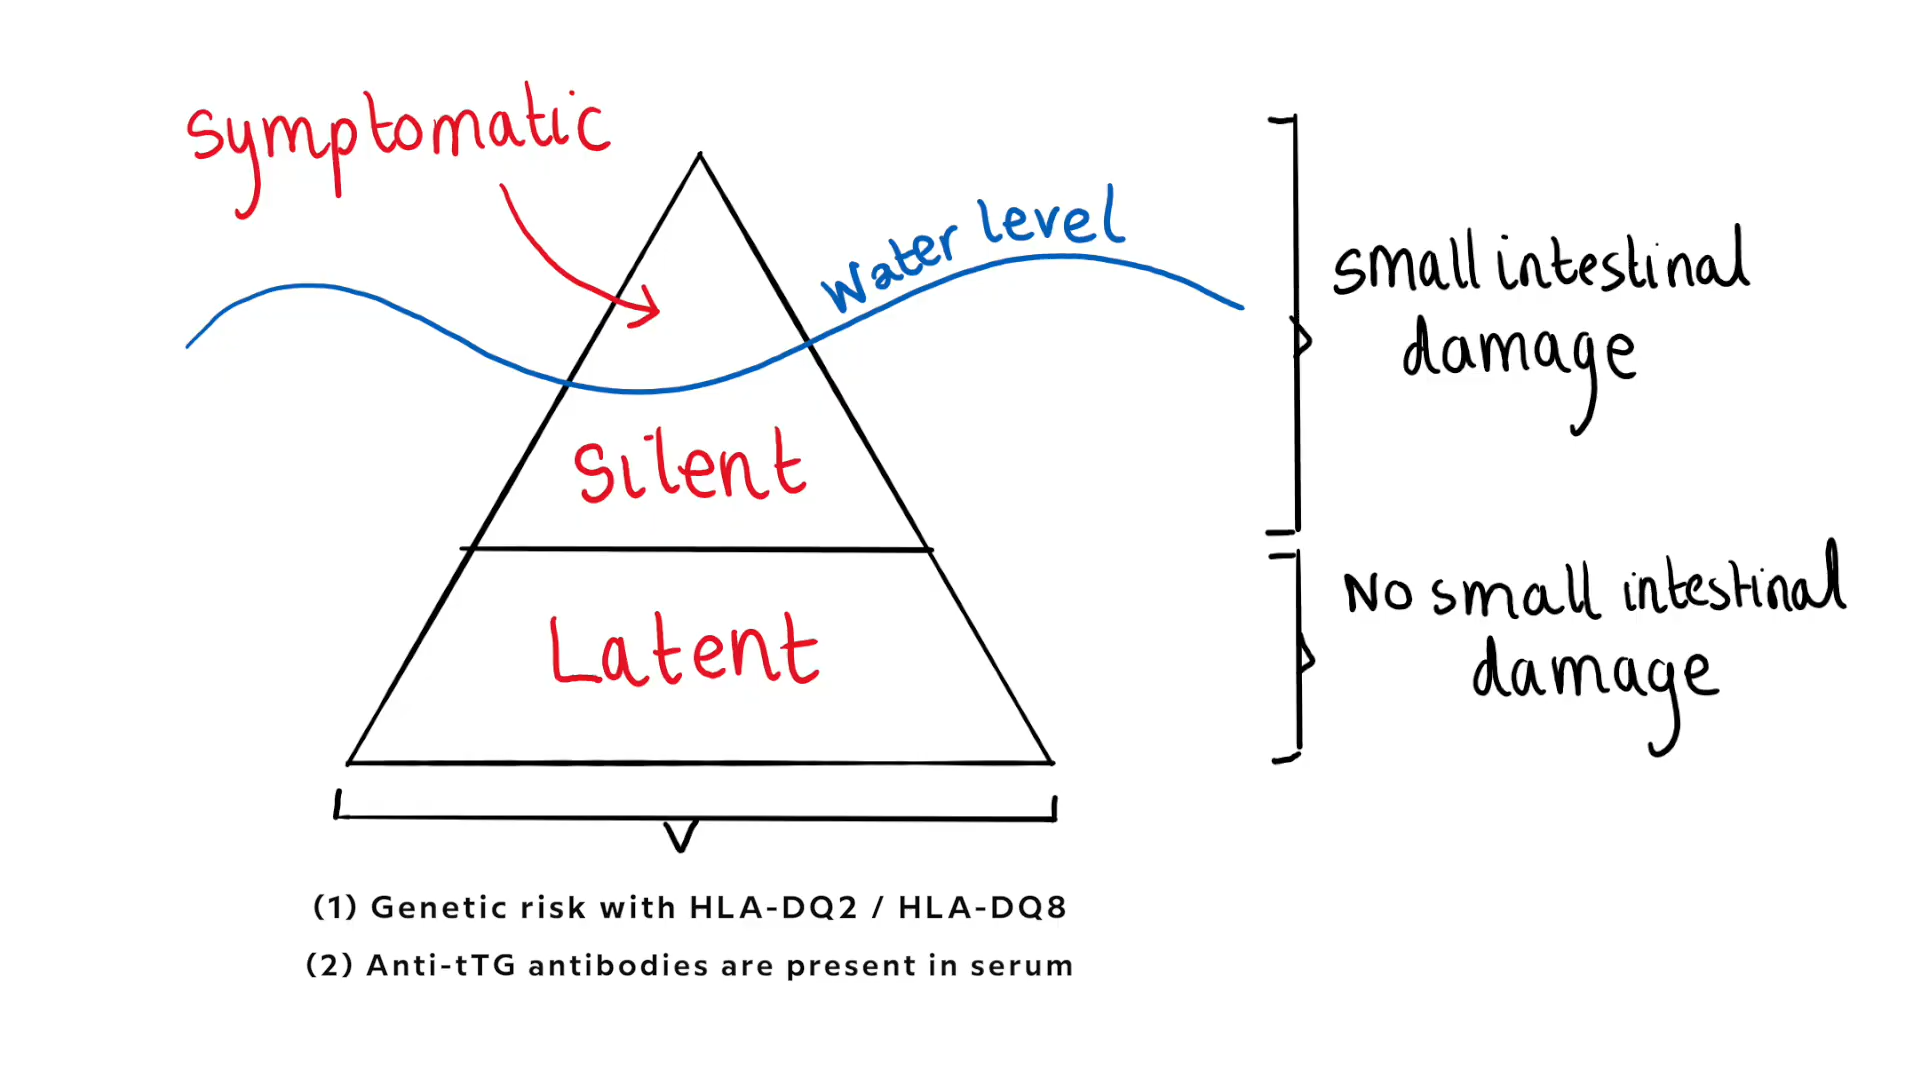 symptomatic
Water level
small intestinal
damage
Silent
No small intestinal
damage
Latent
(1) Genetic risk with HLA-DQ2 / HLA-DQ8
(2) Anti-tTG antibodies are present in serum